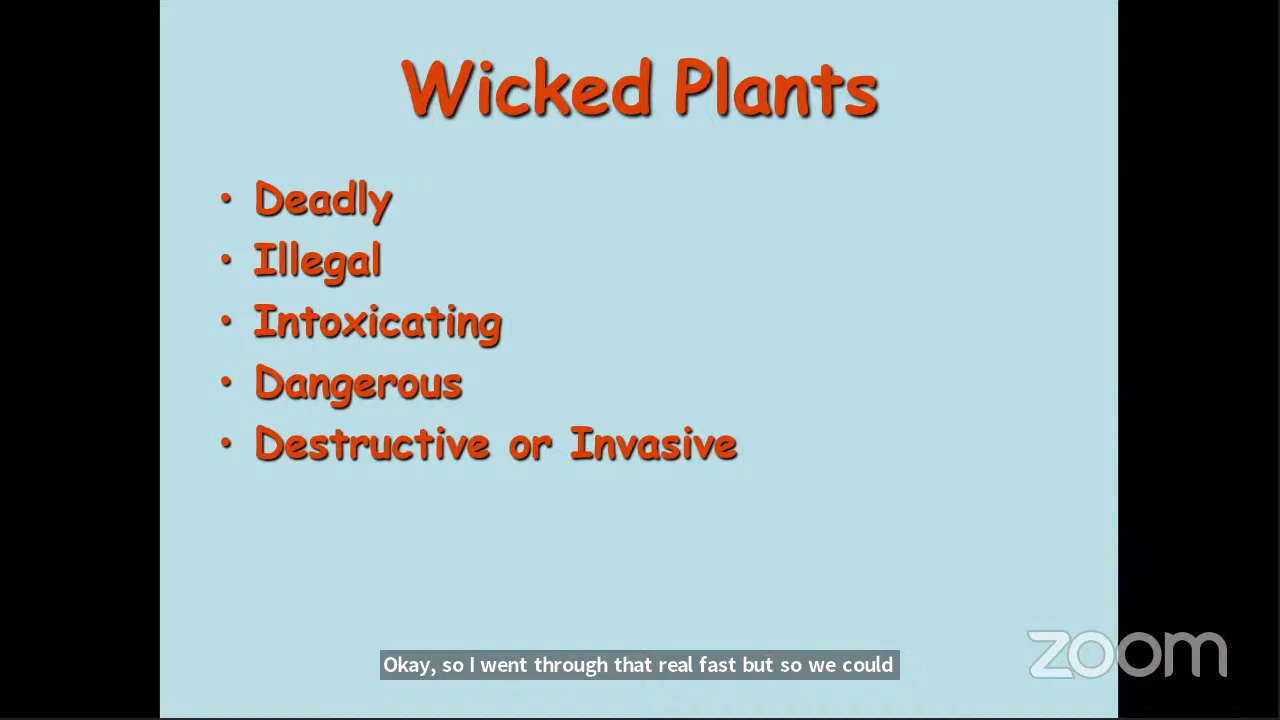 Wicked Plants
• Deadly
• Illegal
• Intoxicating
• Dangerous
• Destructive or Invasive
Okay, so I went through that real fast but so we could
zoom